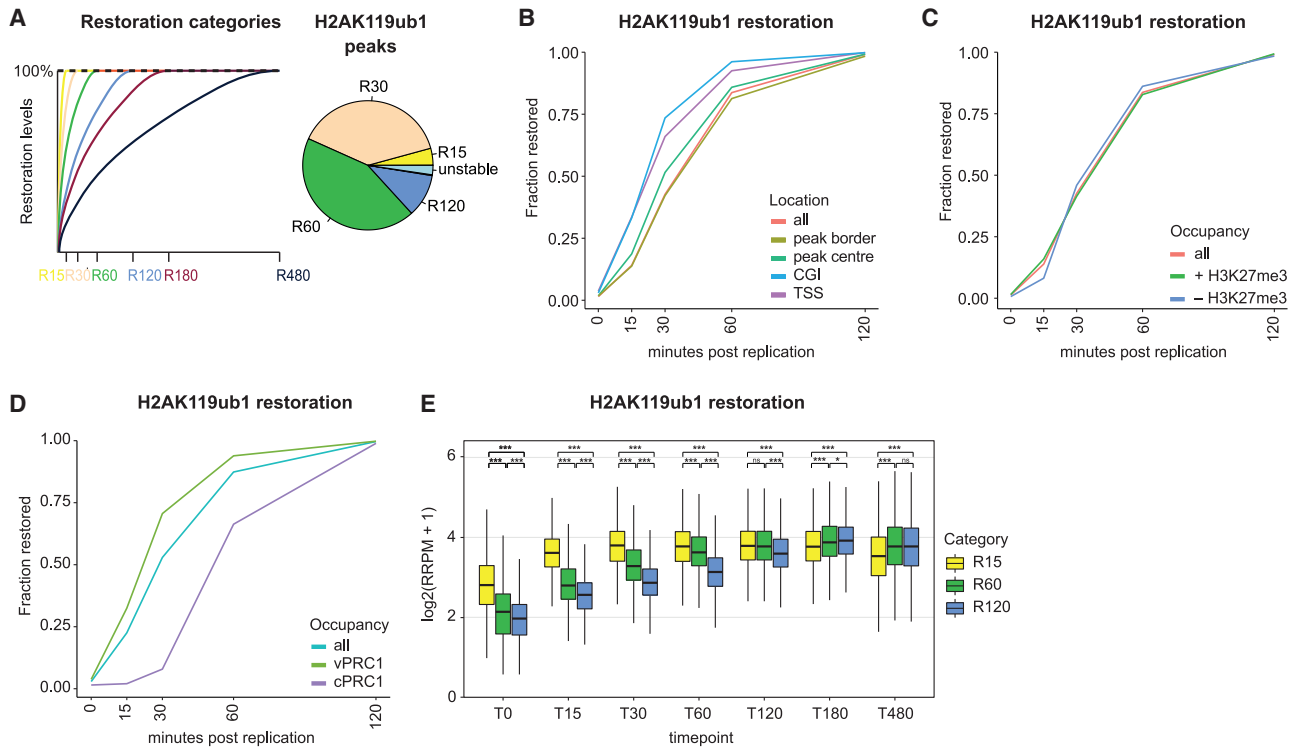 A
Restoration categories
H2AK119ub1
peaks
100%
Restoration levels
R15 R30 R60 R120 R180 R480
R30
R15
unstable
R120
R60
B
H2AK119ub1 restoration
Fraction restored
1.00
0.75
0.50
0.25
0.00
0 15 30 60 120
minutes post replication
Location
all
peak border
peak centre
CGI
TSS
C
H2AK119ub1 restoration
Fraction restored
1.00
0.75
0.50
0.25
0.00
0 15 30 60 120
minutes post replication
Occupancy
all
+ H3K27me3
– H3K27me3
D
H2AK119ub1 restoration
Fraction restored
1.00
0.75
0.50
0.25
0.00
0 15 30 60 120
minutes post replication
Occupancy
all
vPRC1
cPRC1
E
H2AK119ub1 restoration
log2(RRPM + 1)
6
4
2
0
*** *** *** *** *** *** ***
*** *** *** *** *** *** *** *** ns *** *** * *** ns
T0 T15 T30 T60 T120 T180 T480
timepoint
Category
R15
R60
R120